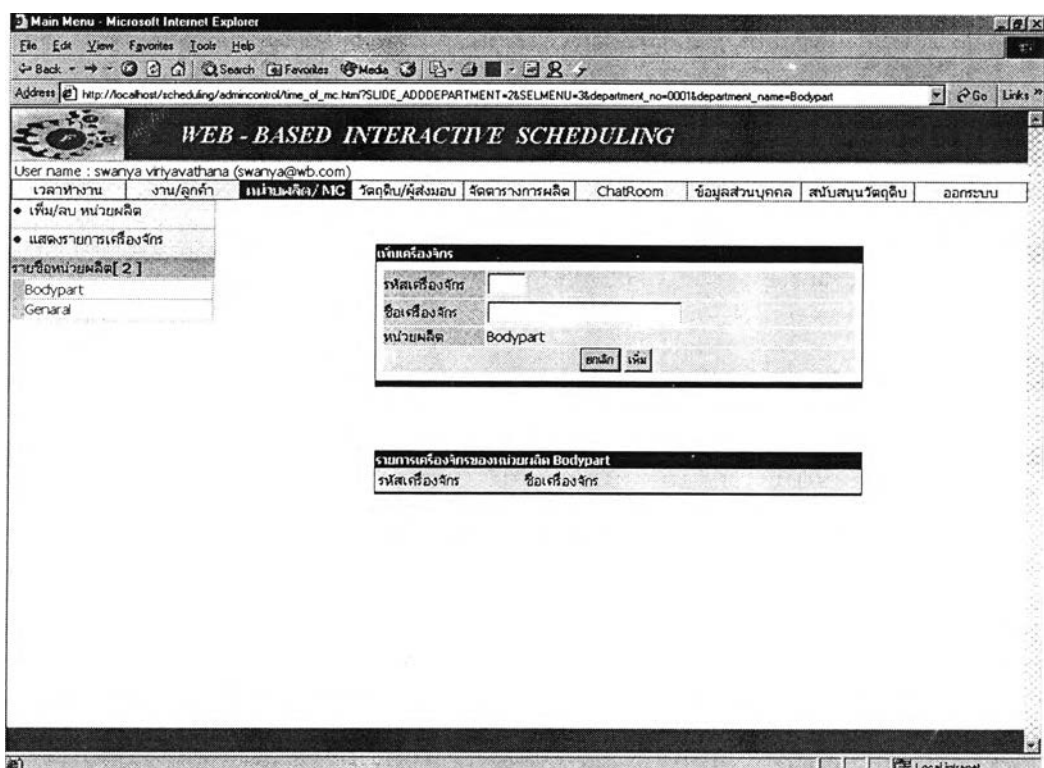 Main Menu - Microsoft Internet Explorer
File Edit View Favorites Tools Help
Back Search Favorites Media
Address http://localhost/scheduling/admincontrol/time_of_mc.html?SLIDE_ADDDEPARTMENT=2&SELMENU=3&department_no=0001&department_name=Bodypart Go Links »
WEB - BASED INTERACTIVE SCHEDULING
User name : swanya viriyavathana (swanya@wb.com)
เวลาทำงาน งาน/ลูกค้า หน่วยผลิต/ MC วัตถุดิบ/ผู้ส่งมอบ จัดตารางการผลิต ChatRoom ข้อมูลส่วนบุคคล สนับสนุนวัตถุดิบ ออกระบบ
• เพิ่ม/ลบ หน่วยผลิต
• แสดงรายการเครื่องจักร
รายชื่อหน่วยผลิต[ 2 ]
Bodypart
Genaral
เพิ่มเครื่องจักร
รหัสเครื่องจักร
ชื่อเครื่องจักร
หน่วยผลิต Bodypart
ยกเลิก เพิ่ม
รายการเครื่องจักรของหน่วยผลิต Bodypart
รหัสเครื่องจักร ชื่อเครื่องจักร
Local intranet